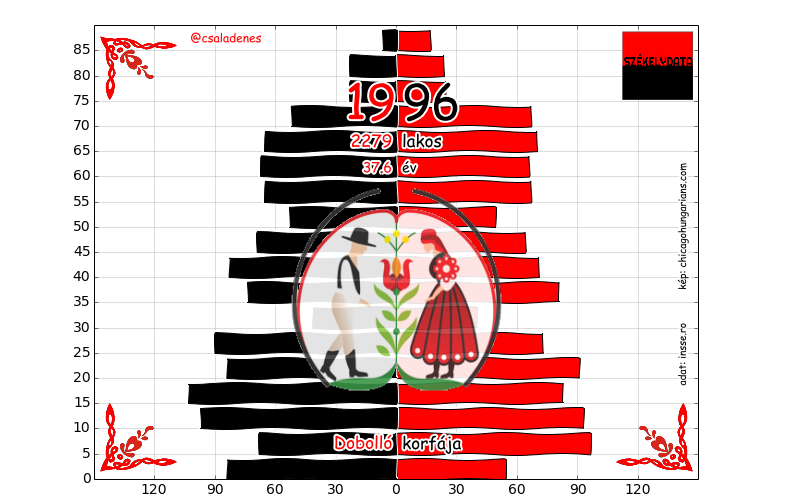 @csaladenes
SZÉKELYDATA
1996
2279 lakos
37.6 év
kép: chicagohungarians.com
adat: insse.ro
Dobolló korfája
85
80
75
70
65
60
55
50
45
40
35
30
25
20
15
10
5
0
120 90 60 30 0 30 60 90 120